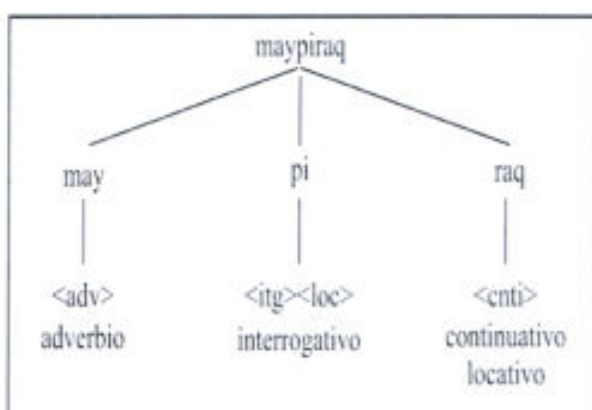 maypiraq
may pi raq
<adv> <itg><loc> <cnti>
adverbio interrogativo continuativo
locativo